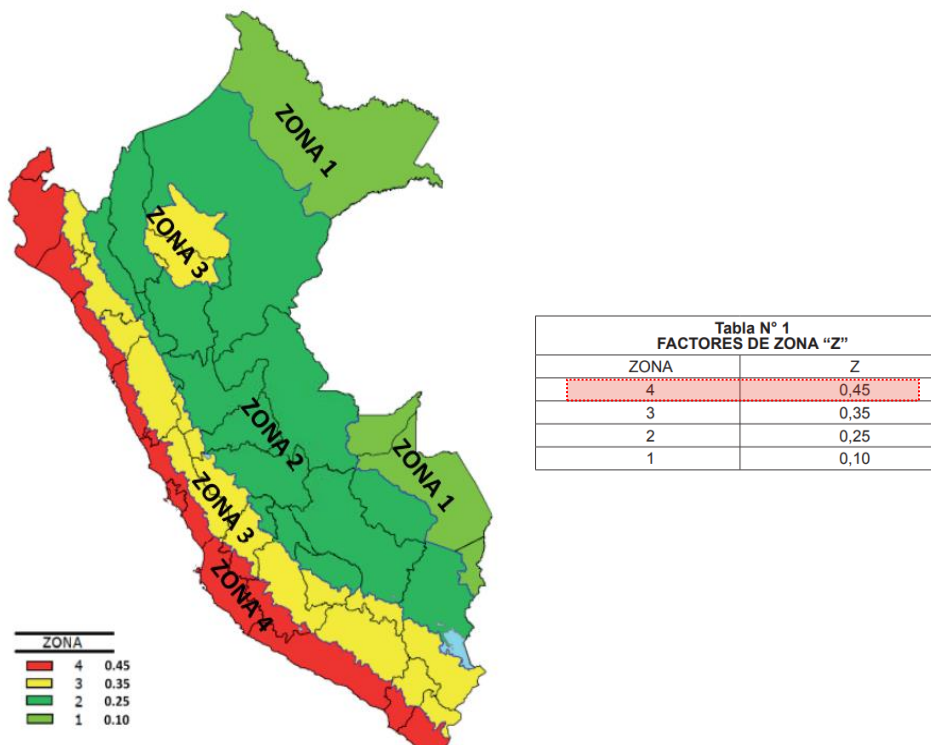 ZONA 1
ZONA 3
ZONA 2
ZONA 1
ZONA 3
ZONA 4
ZONA
4 0.45
3 0.35
2 0.25
1 0.10
Tabla N° 1
FACTORES DE ZONA “Z”
ZONA Z
4 0,45
3 0,35
2 0,25
1 0,10